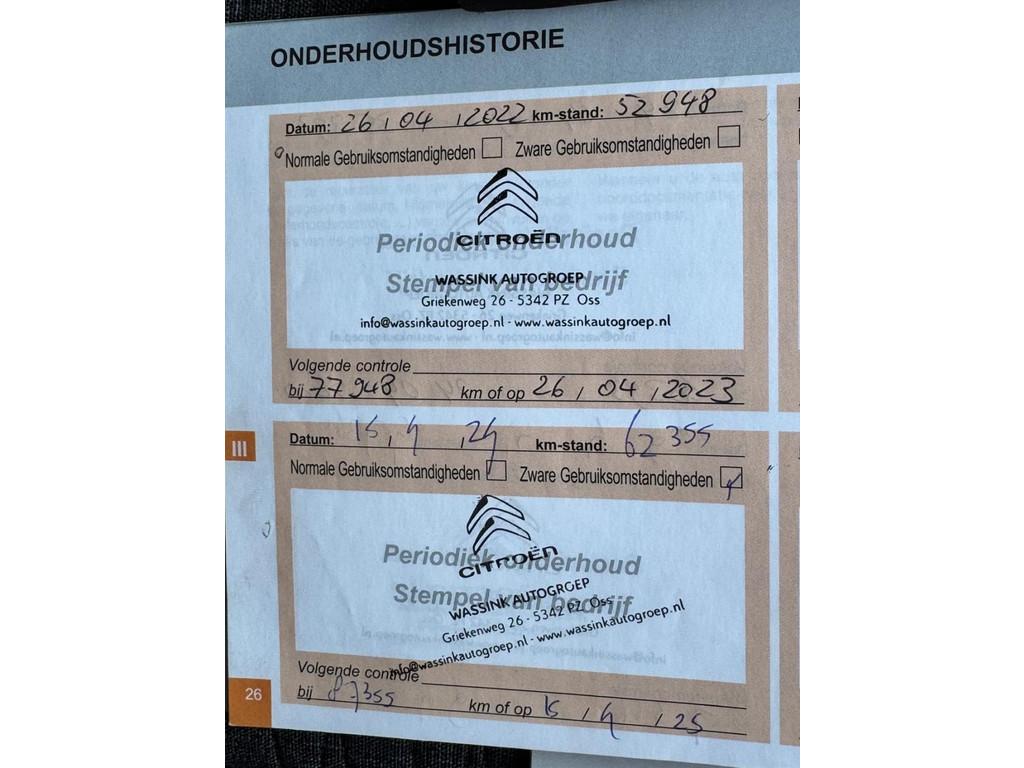 ONDERHOUDSHISTORIE
Datum: 26 / 04 / 2022 km-stand: 52 948
Normale Gebruiksomstandigheden Zware Gebruiksomstandigheden
CITROËN
Periodiek onderhoud
WASSINK AUTOGROEP
Stempel van bedrijf
Griekenweg 26 - 5342 PZ Oss
info@wassinkautogroep.nl - www.wassinkautogroep.nl
Volgende controle
bij 77948 km of op 26 / 04 / 2023
III
Datum: 15 / 4 / 24 km-stand: 62 355
Normale Gebruiksomstandigheden Zware Gebruiksomstandigheden
CITROËN
Periodiek onderhoud
WASSINK AUTOGROEP
Stempel van bedrijf
Griekenweg 26 - 5342 PZ Oss
info@wassinkautogroep.nl - www.wassinkautogroep.nl
Volgende controle
bij 87355 km of op 15 / 4 / 25
26